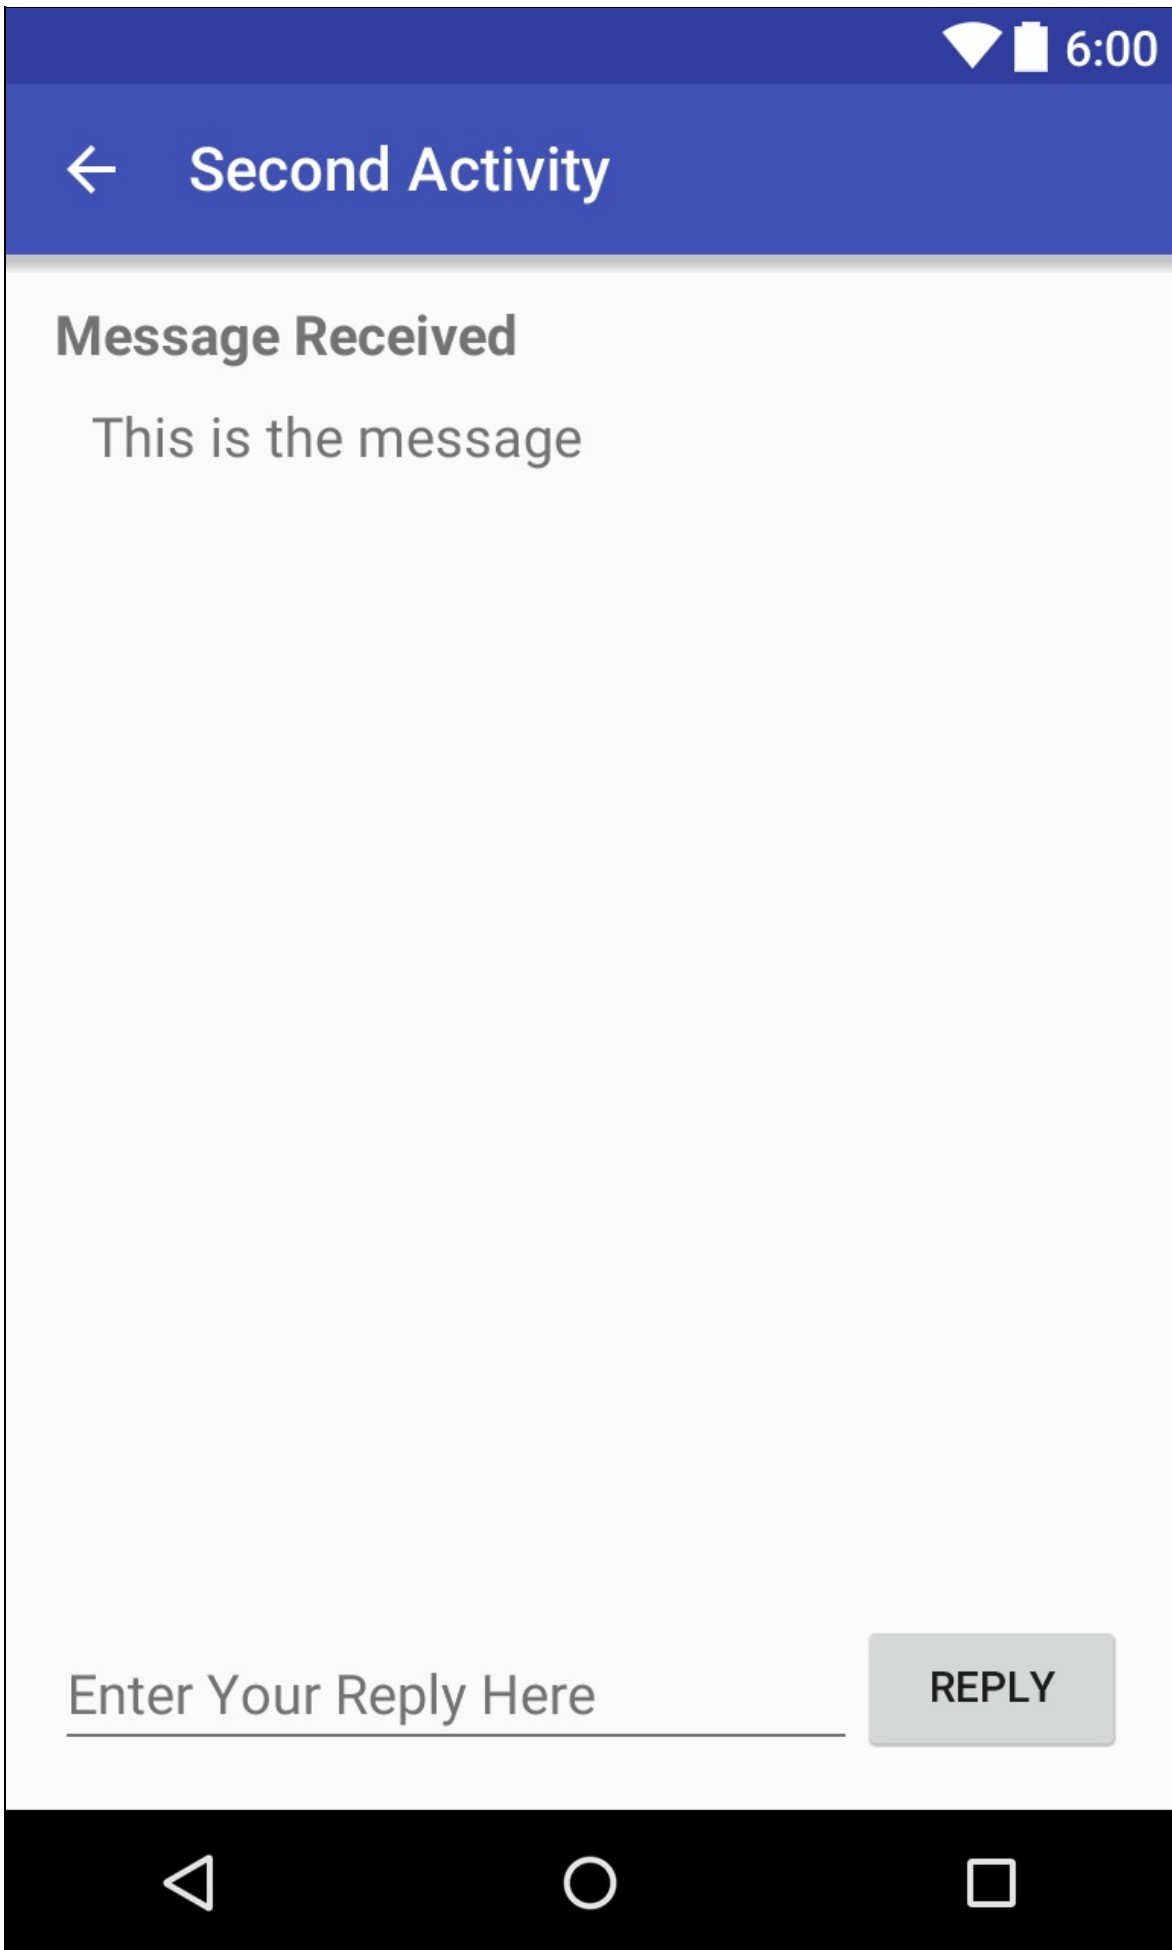 6:00
Second Activity
Message Received
This is the message
Enter Your Reply Here
REPLY